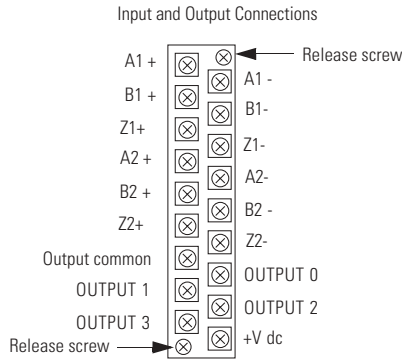 Input and Output Connections
Release screw
A1 +
A1 -
B1 +
B1-
Z1+
Z1-
A2 +
A2-
B2 +
B2 -
Z2+
Z2-
Output common
OUTPUT 0
OUTPUT 1
OUTPUT 2
OUTPUT 3
+V dc
Release screw